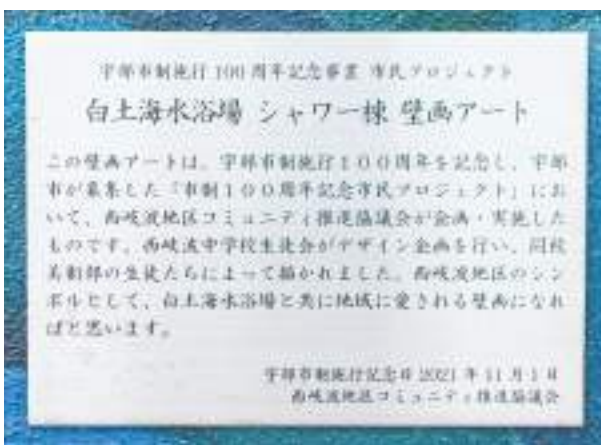 宇部市制施行100周年記念事業 市民プロジェクト
白土海水浴場 シャワー棟 壁画アート
この壁画アートは、宇部市制施行100周年を記念し、宇部
市が募集した「市制100周年記念市民プロジェクト」にお
いて、西岐波地区コミュニティ推進協議会が企画・実施した
ものです。西岐波中学校生徒会がデザイン企画を行い、同校
美術部の生徒たちによって描かれました。西岐波地区のシン
ボルとして、白土海水浴場と共に地域に愛される壁画になれ
ばと思います。
宇部市制施行記念日 2021年11月1日
西岐波地区コミュニティ推進協議会